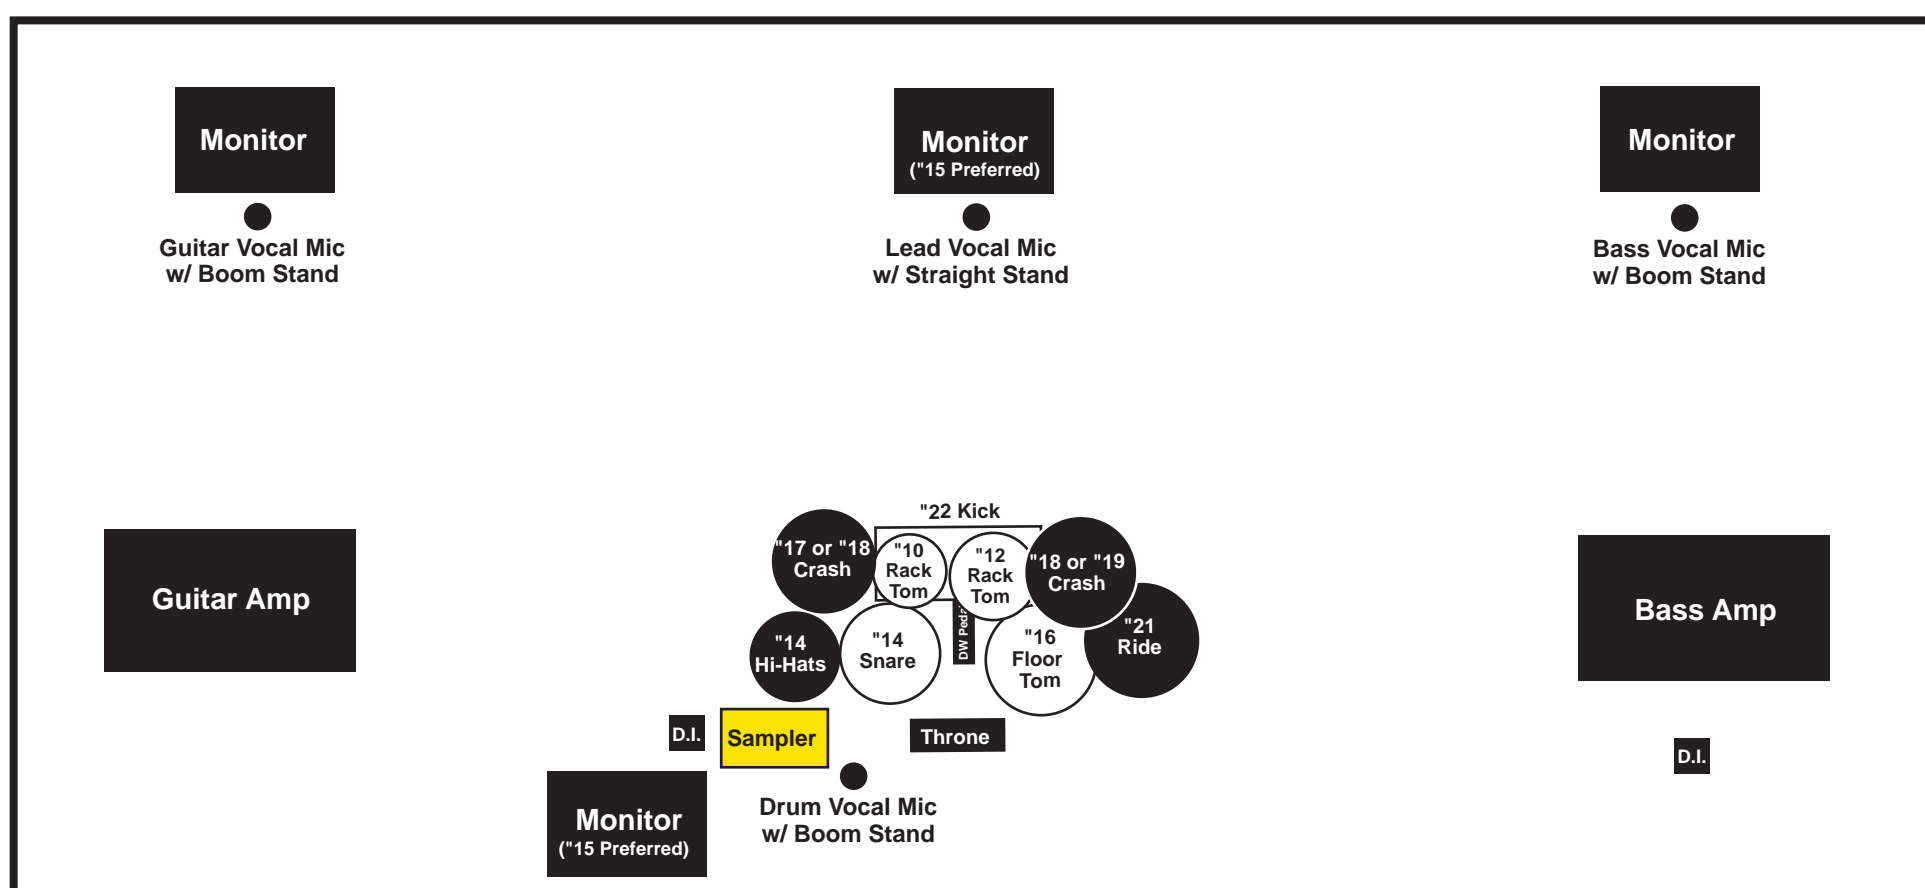 Monitor
Monitor
("15 Preferred)
Monitor
Guitar Vocal Mic
w/ Boom Stand
Lead Vocal Mic
w/ Straight Stand
Bass Vocal Mic
w/ Boom Stand
"22 Kick
"17 or "18
Crash
"10
Rack
Tom
"12
Rack
Tom
"18 or "19
Crash
Guitar Amp
Bass Amp
"14
Hi-Hats
"14
Snare
DW Pedal
"16
Floor
Tom
"21
Ride
D.I.
Sampler
Throne
D.I.
Monitor
("15 Preferred)
Drum Vocal Mic
w/ Boom Stand